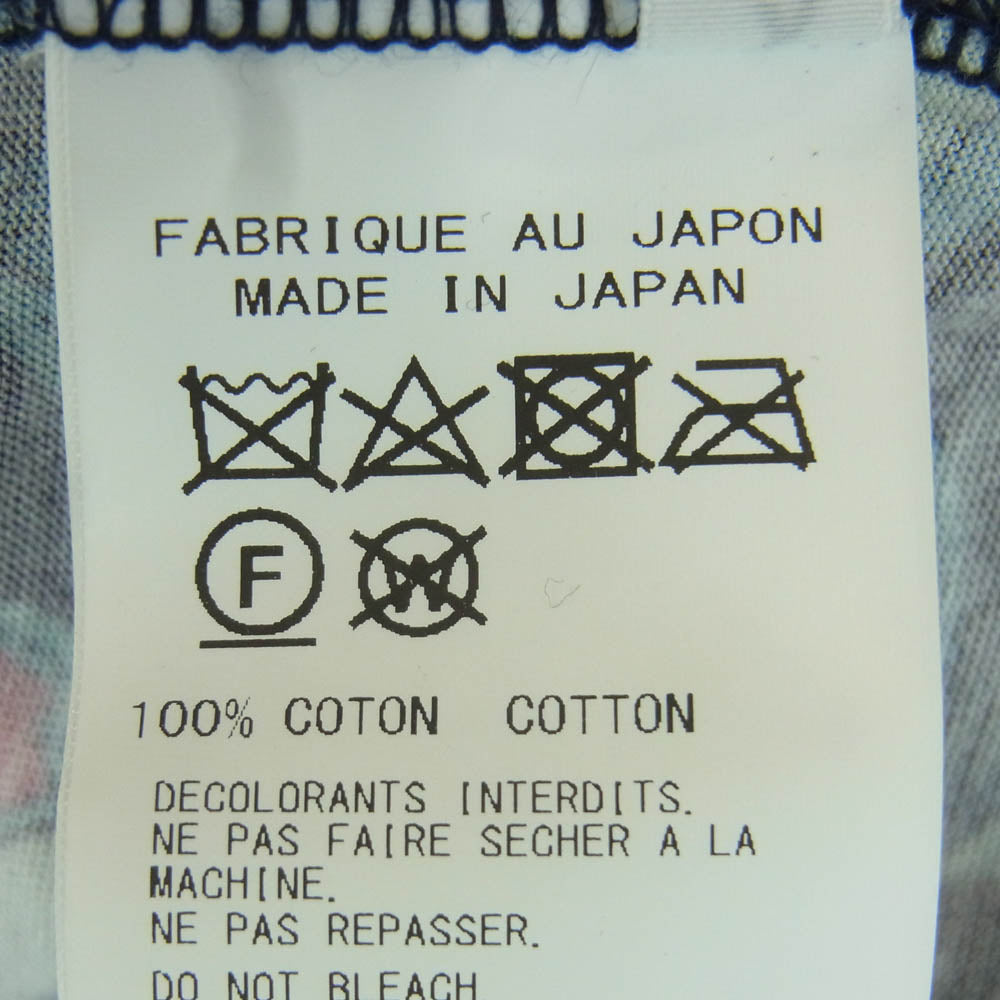 FABRIQUE AU JAPON
MADE IN JAPAN
F W
100% COTON COTTON
DECOLORANTS INTERDITS.
NE PAS FAIRE SECHER A LA
MACHINE.
NE PAS REPASSER.
DO NOT BLEACH